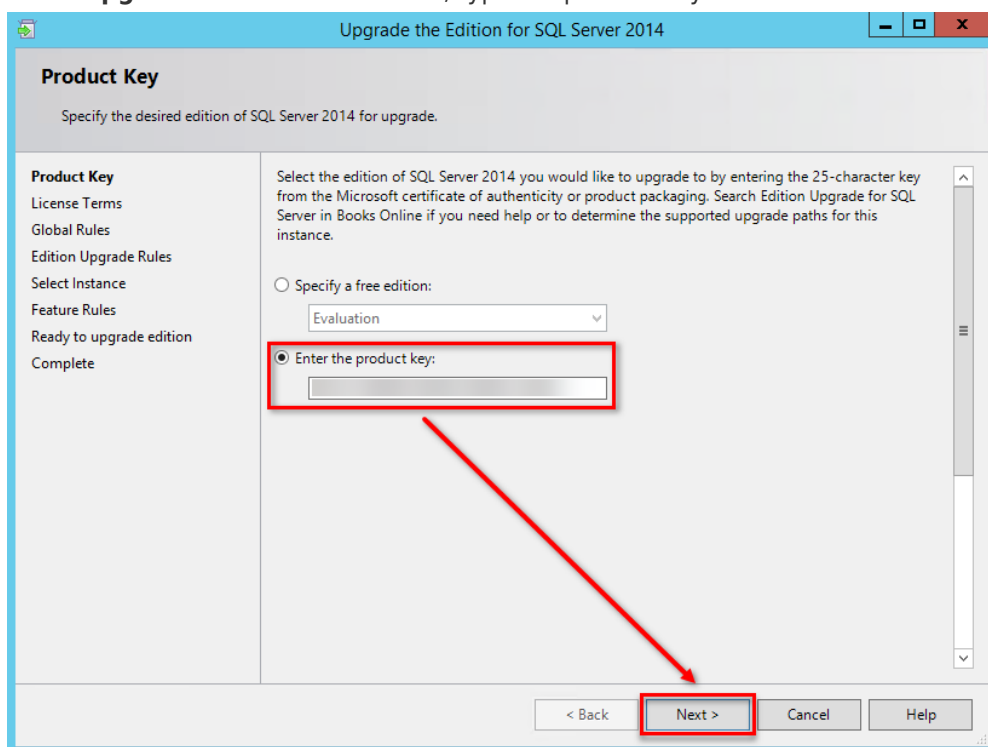 Upgrade the Edition for SQL Server 2014
Product Key
Specify the desired edition of SQL Server 2014 for upgrade.
Product Key
License Terms
Global Rules
Edition Upgrade Rules
Select Instance
Feature Rules
Ready to upgrade edition
Complete
Select the edition of SQL Server 2014 you would like to upgrade to by entering the 25-character key
from the Microsoft certificate of authenticity or product packaging. Search Edition Upgrade for SQL
Server in Books Online if you need help or to determine the supported upgrade paths for this
instance.
Specify a free edition:
Evaluation
Enter the product key:
< Back Next > Cancel Help